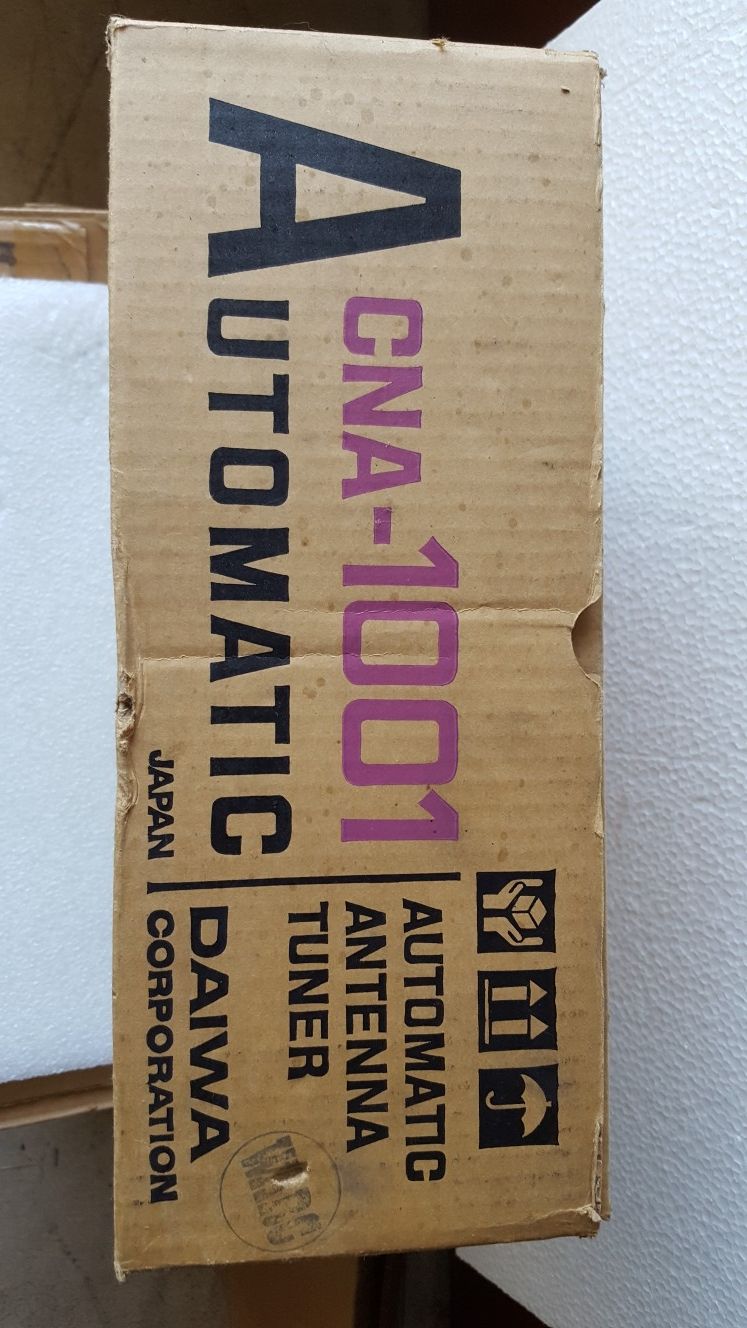 CNA-1001
AUTOMATIC
AUTOMATIC
ANTENNA
TUNER
DAIWA
JAPAN
CORPORATION